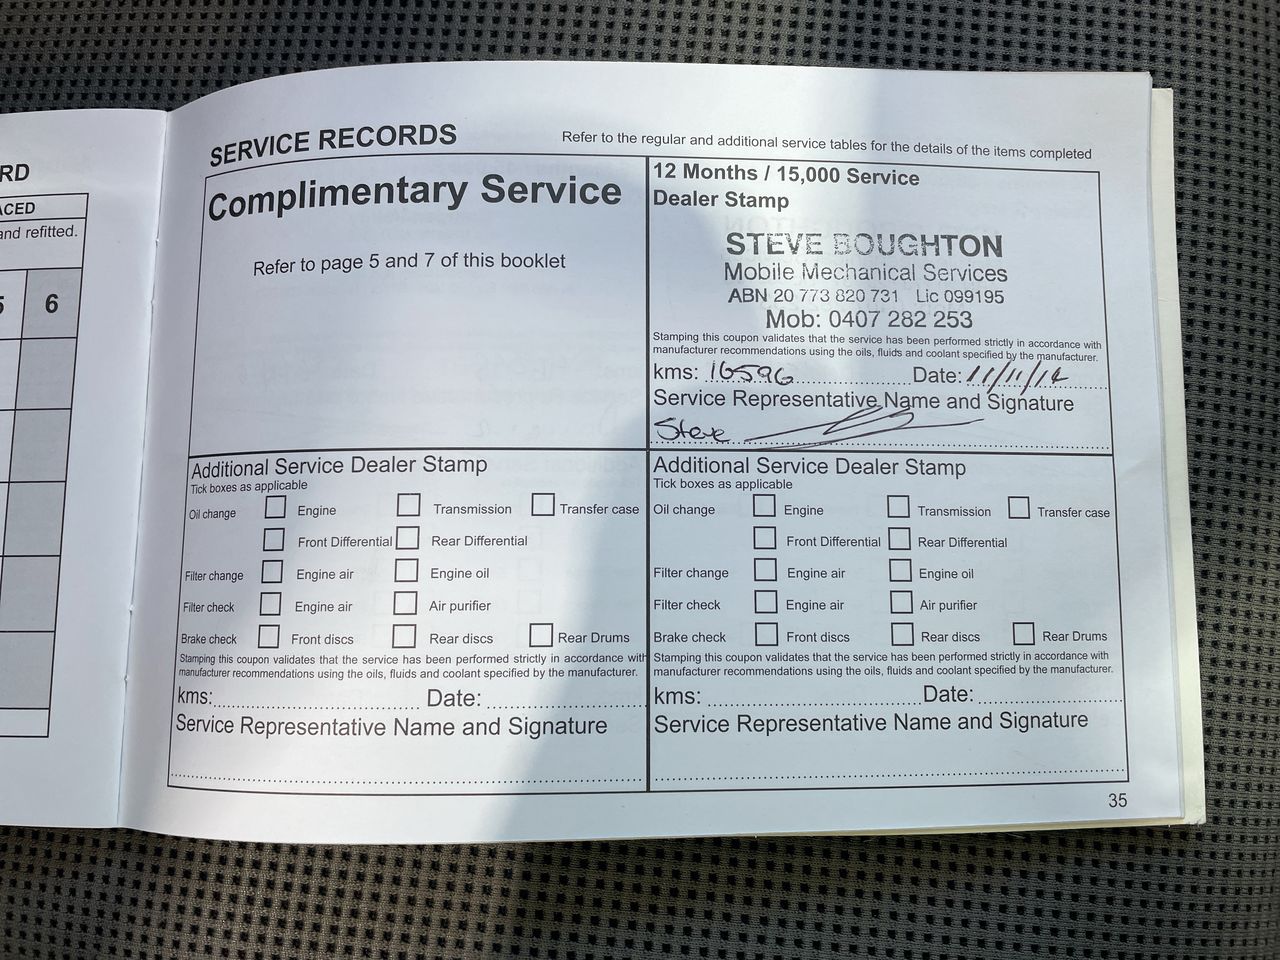 RD
ACED
and refitted.
5 6
SERVICE RECORDS
Refer to the regular and additional service tables for the details of the items completed
Complimentary Service
Refer to page 5 and 7 of this booklet
12 Months / 15,000 Service
Dealer Stamp
STEVE BOUGHTON
Mobile Mechanical Services
ABN 20 773 820 731 Lic 099195
Mob: 0407 282 253
Stamping this coupon validates that the service has been performed strictly in accordance with
manufacturer recommendations using the oils, fluids and coolant specified by the manufacturer.
kms: 16596 Date: 11/11/14
Service Representative Name and Signature
Steve
Additional Service Dealer Stamp
Tick boxes as applicable
Oil change Engine Transmission Transfer case
Front Differential Rear Differential
Filter change Engine air Engine oil
Filter check Engine air Air purifier
Brake check Front discs Rear discs Rear Drums
Stamping this coupon validates that the service has been performed strictly in accordance with
manufacturer recommendations using the oils, fluids and coolant specified by the manufacturer.
kms: Date:
Service Representative Name and Signature
Additional Service Dealer Stamp
Tick boxes as applicable
Oil change Engine Transmission Transfer case
Front Differential Rear Differential
Filter change Engine air Engine oil
Filter check Engine air Air purifier
Brake check Front discs Rear discs Rear Drums
Stamping this coupon validates that the service has been performed strictly in accordance with
manufacturer recommendations using the oils, fluids and coolant specified by the manufacturer.
kms: Date:
Service Representative Name and Signature
35